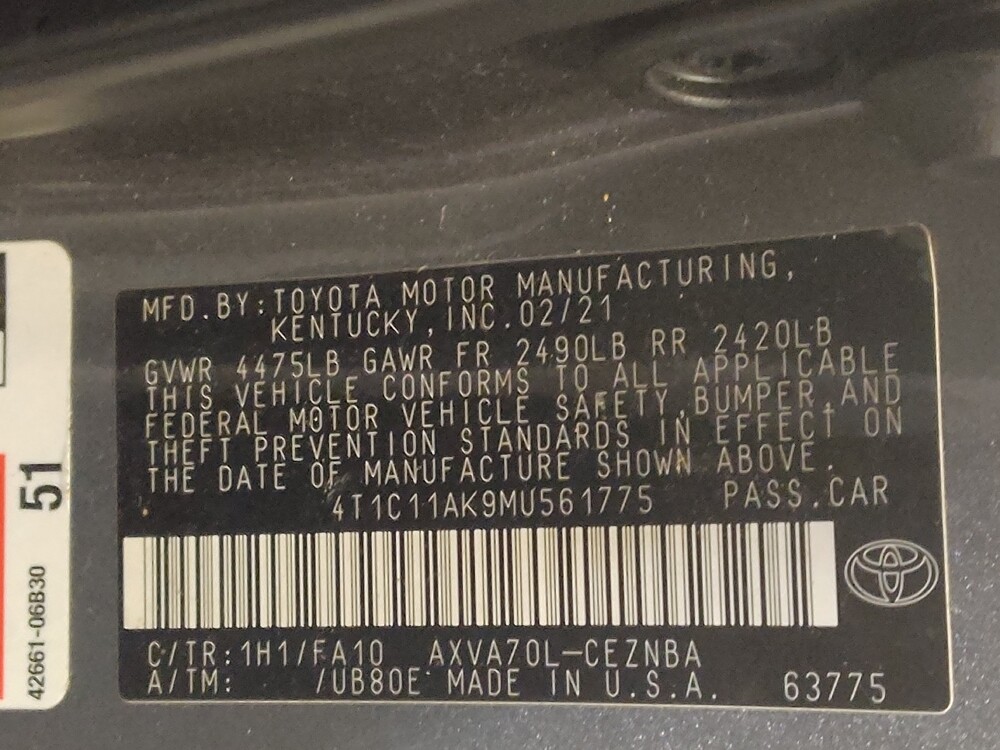 MFD.BY:TOYOTA MOTOR MANUFACTURING,
KENTUCKY,INC.02/21
GVWR 4475LB GAWR FR 2490LB RR 2420LB
THIS VEHICLE CONFORMS TO ALL APPLICABLE
FEDERAL MOTOR VEHICLE SAFETY,BUMPER,AND
THEFT PREVENTION STANDARDS IN EFFECT ON
THE DATE OF MANUFACTURE SHOWN ABOVE.
4T1C11AK9MU561775 PASS.CAR
C/TR:1H1/FA10 AXVA70L-CEZNBA
A/TM: /UB80E MADE IN U.S.A. 63775
51
42661-06B30